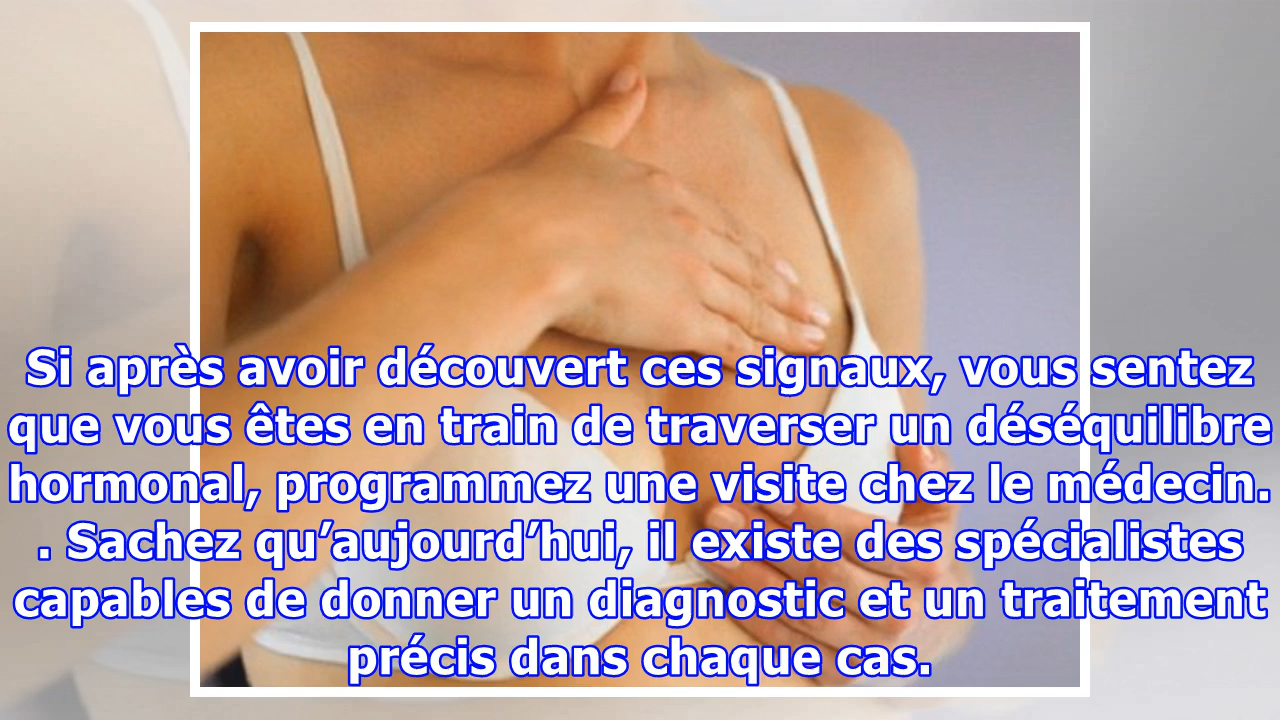 Si après avoir découvert ces signaux, vous sentez
que vous êtes en train de traverser un déséquilibre
hormonal, programmez une visite chez le médecin.
. Sachez qu’aujourd’hui, il existe des spécialistes
capables de donner un diagnostic et un traitement
précis dans chaque cas.